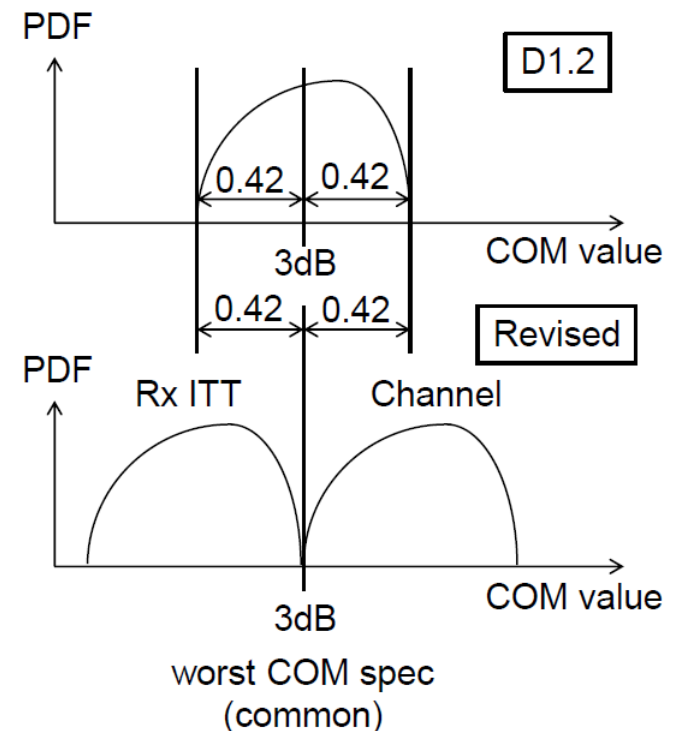 PDF
D1.2
0.42 0.42
3dB
COM value
0.42 0.42
Revised
PDF
Rx ITT
Channel
3dB
COM value
worst COM spec
(common)